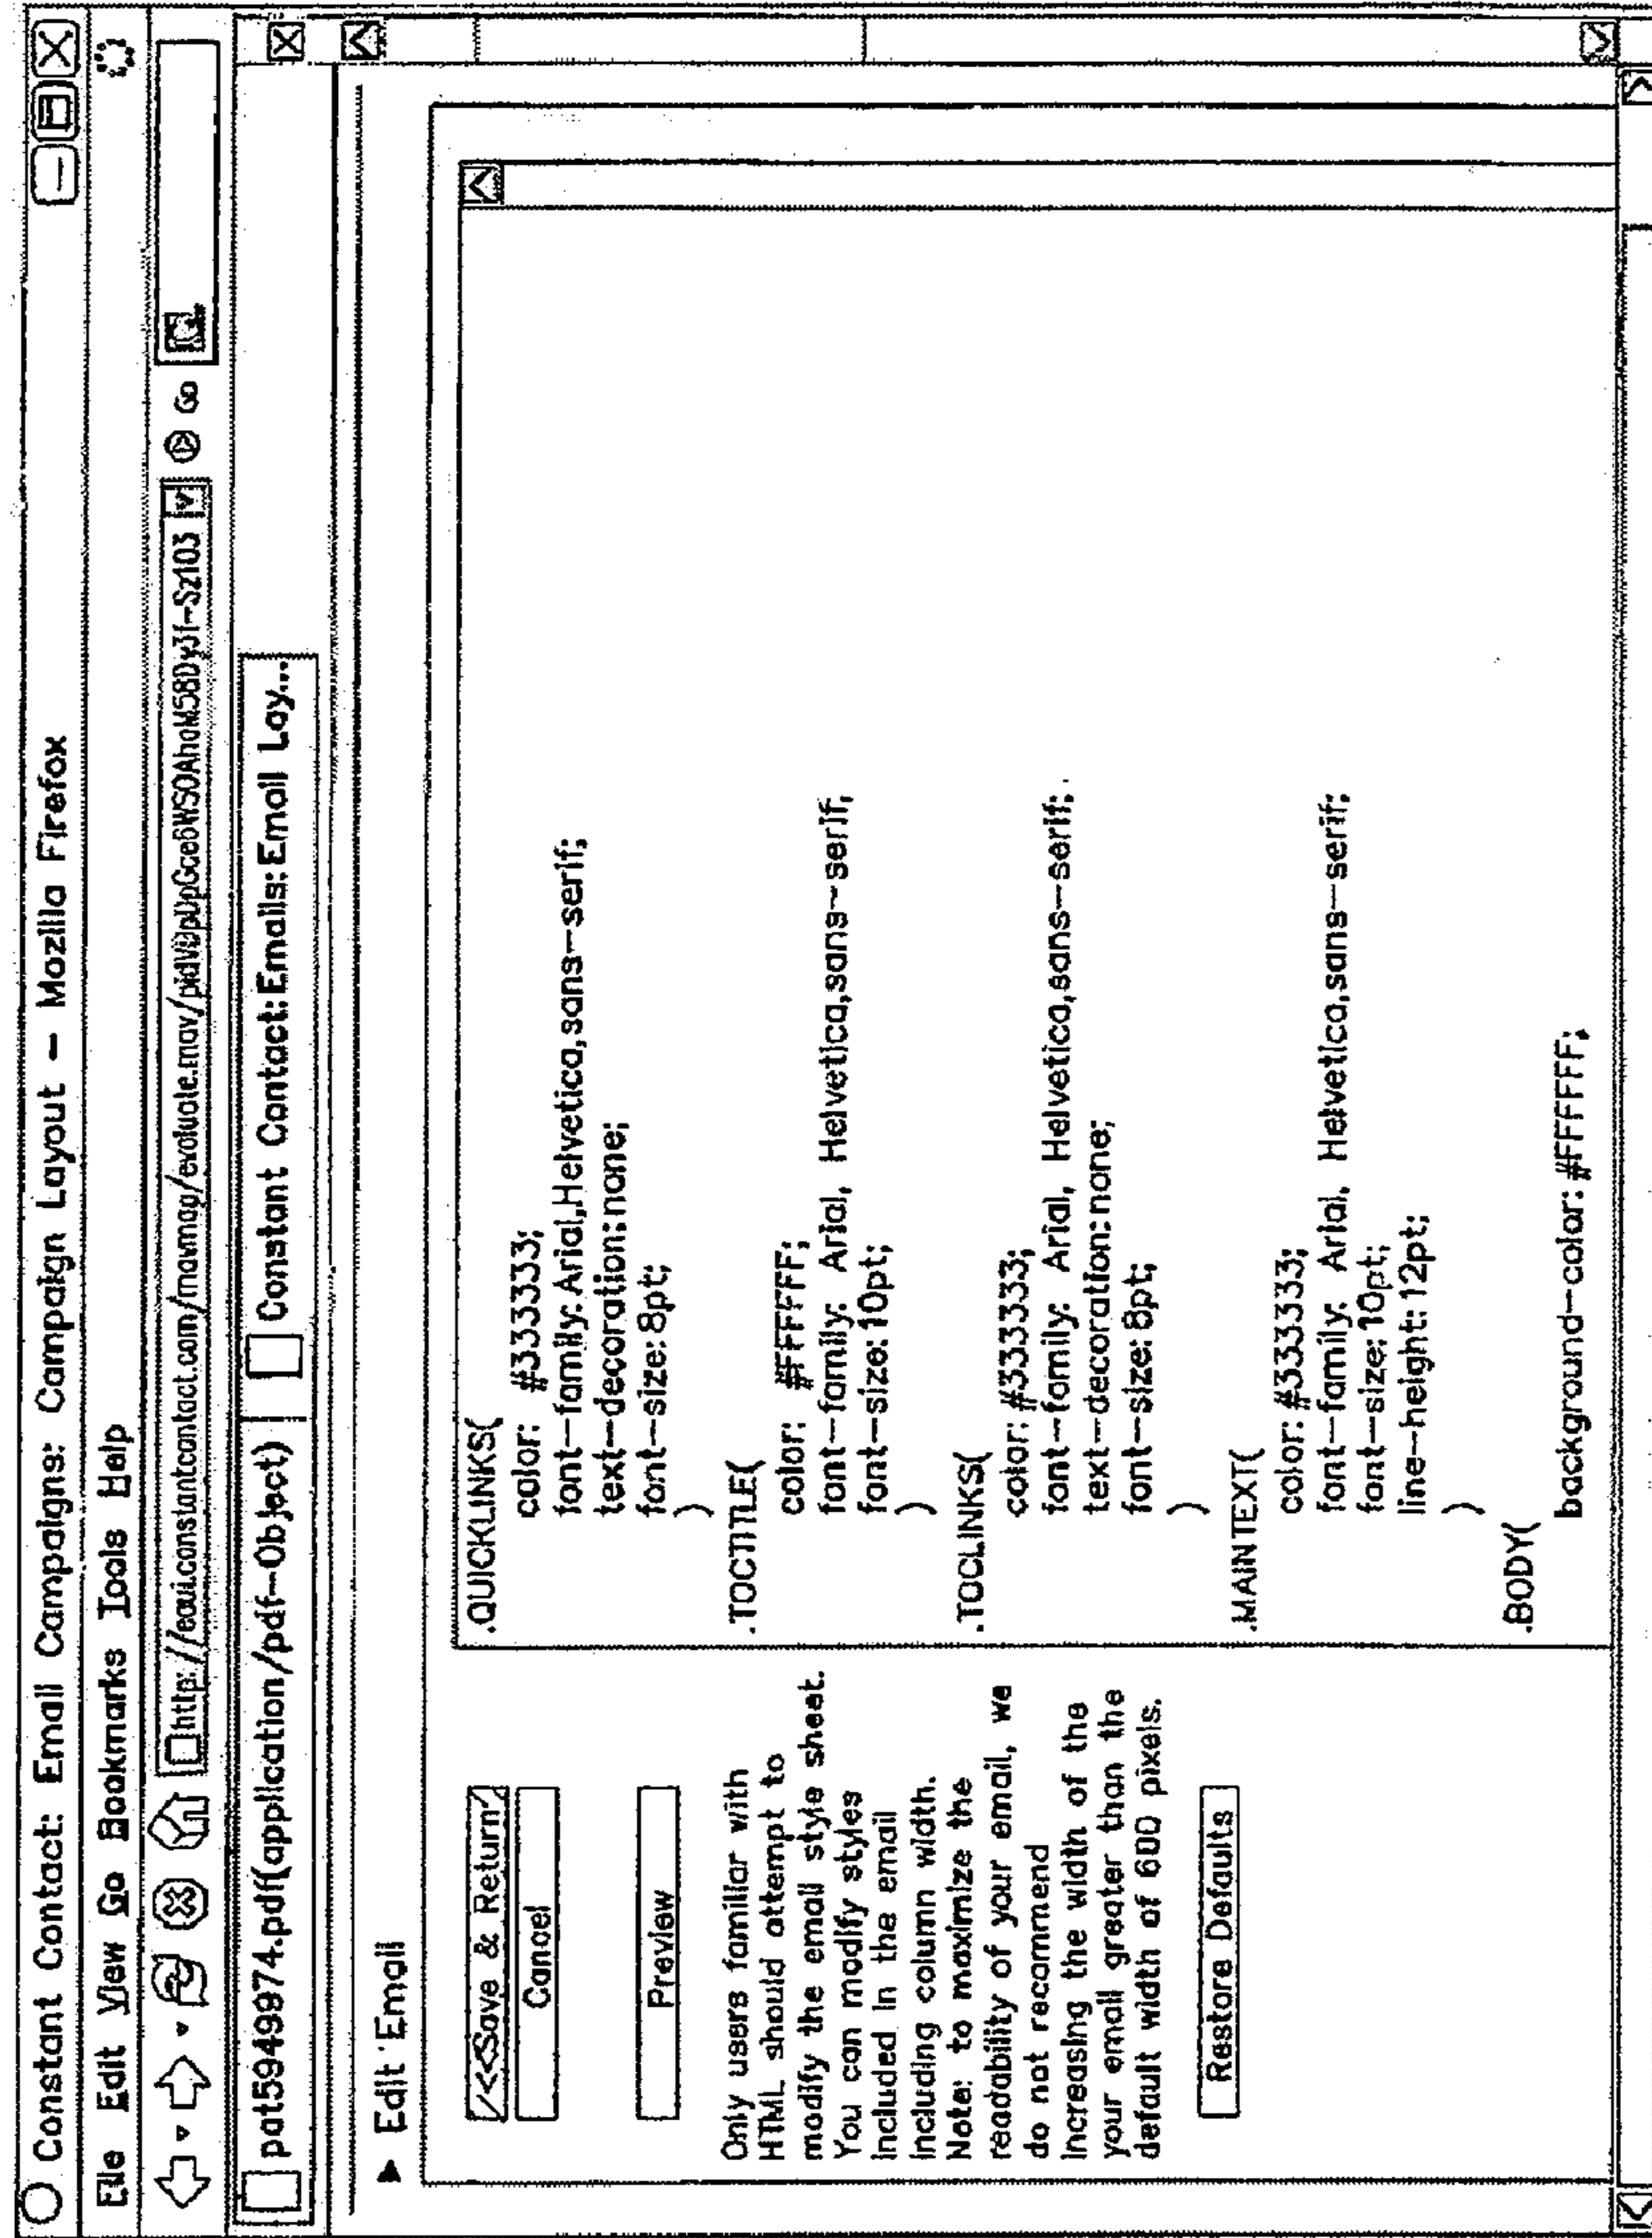 Constant Contact: Email Campaigns: Campaign Layout – Mozilla Firefox
File Edit View Go Bookmarks Tools Help
Go
pat5949974.pdf(application/pdf-Object)
Constant Contact:Emails:Email Lay...
► Edit Email
<<Save & Return
Cancel
Preview
Only users familiar with
HTML should attempt to
modify the email style sheet.
You can modify styles
included in the email
including column width.
Note: to maximize the
readability of your email, we
do not recommend
increasing the width of the
your email greater than the
default width of 600 pixels.
Restore Defaults
.QUICKLINKS(
color: #333333;
font-family: Arial,Helvetica,sans-serif;
text-decoration:none;
font-size:8pt;
)
.TOCTITLE(
color: #FFFFFF;
font-family: Arial, Helvetica,sans-serif;
font-size:10pt;
)
.TOCLINKS(
color:#333333;
font-family: Arial, Helvetica,sans-serif;
text-decoration:none;
font-size:8pt;
)
.MAINTEXT(
color:#333333;
font-family: Arial, Helvetica,sans-serif;
font-size:10pt;
line-height:12pt;
)
.BODY(
background-color:#FFFFFF;